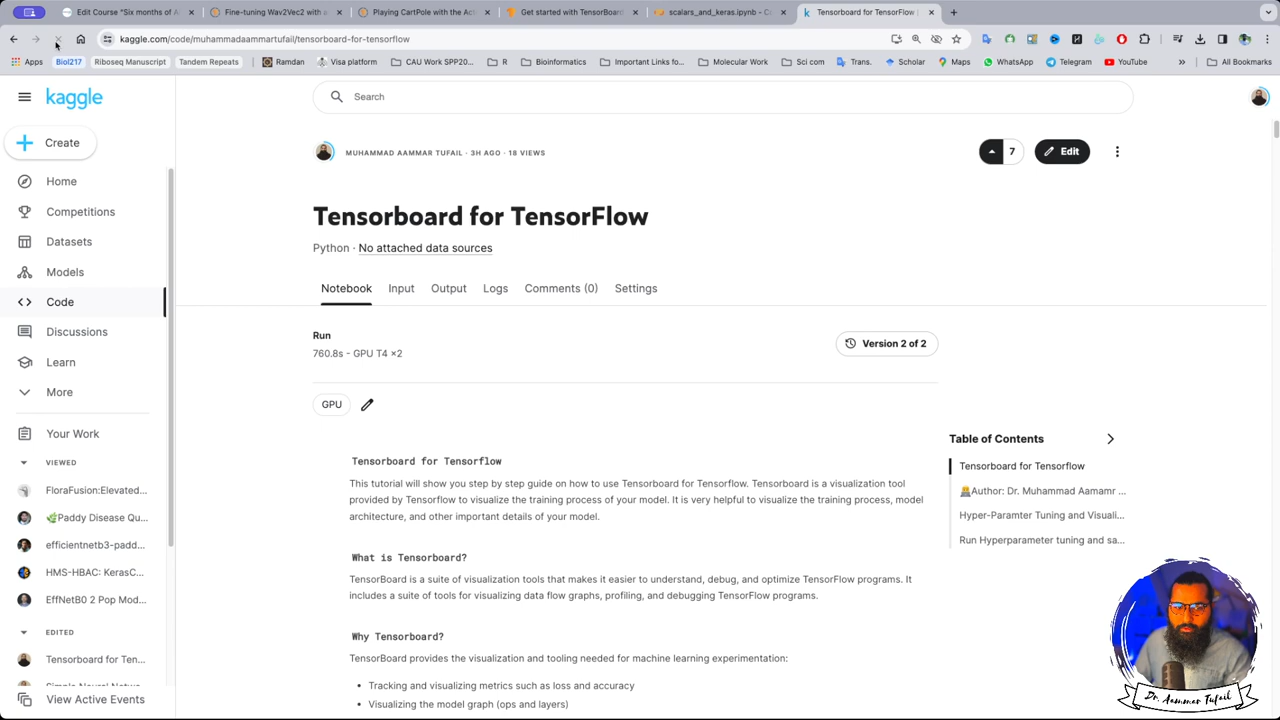 Edit Course "Six months of A
Fine-tuning Wav2Vec2 with a
Playing CartPole with the Ac
Get started with TensorBoard
scalars_and_keras.ipynb - C
Tensorboard for TensorFlow
kaggle.com/code/muhammadaammartufail/tensorboard-for-tensorflow
Apps
Biol217
Riboseq Manuscript
Tandem Repeats
Ramdan
Visa platform
CAU Work SPP20...
R
Bioinformatics
Important Links fo...
Molecular Work
Sci com
Trans.
Scholar
Maps
WhatsApp
Telegram
YouTube
»
All Bookmarks
kaggle
Search
Create
Home
Competitions
Datasets
Models
Code
Discussions
Learn
More
Your Work
VIEWED
FloraFusion:Elevated...
🌿Paddy Disease Qu...
efficientnetb3-padd...
HMS-HBAC: KerasC...
EffNetB0 2 Pop Mod...
EDITED
Tensorboard for Ten...
View Active Events
MUHAMMAD AAMMAR TUFAIL · 3H AGO · 18 VIEWS
7
Edit
Tensorboard for TensorFlow
Python · No attached data sources
Notebook
Input
Output
Logs
Comments (0)
Settings
Run
760.8s - GPU T4 ×2
Version 2 of 2
GPU
Tensorboard for Tensorflow
This tutorial will show you step by step guide on how to use Tensorboard for Tensorflow. Tensorboard is a visualization tool
provided by Tensorflow to visualize the training process of your model. It is very helpful to visualize the training process, model
architecture, and other important details of your model.
What is Tensorboard?
TensorBoard is a suite of visualization tools that makes it easier to understand, debug, and optimize TensorFlow programs. It
includes a suite of tools for visualizing data flow graphs, profiling, and debugging TensorFlow programs.
Why Tensorboard?
TensorBoard provides the visualization and tooling needed for machine learning experimentation:
• Tracking and visualizing metrics such as loss and accuracy
• Visualizing the model graph (ops and layers)
Table of Contents
Tensorboard for Tensorflow
Author: Dr. Muhammad Aamamr ...
Hyper-Paramter Tuning and Visuali...
Run Hyperparameter tuning and sa...
Dr. Aammar Tufail